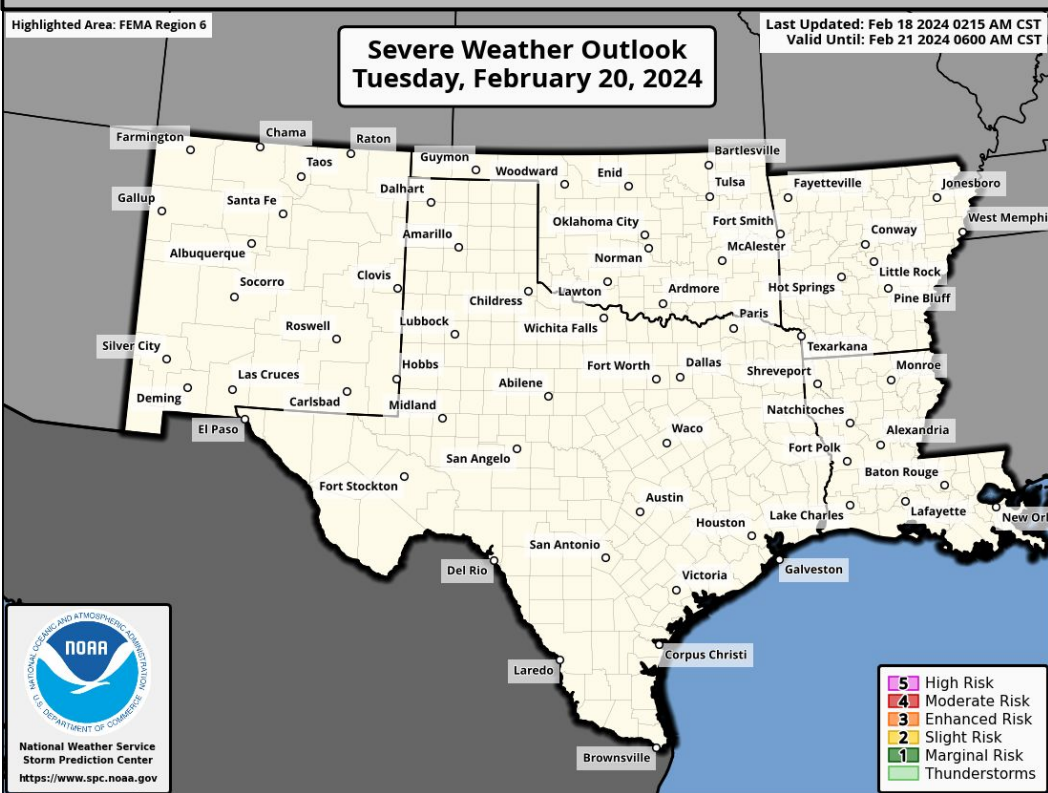 Highlighted Area: FEMA Region 6
Last Updated: Feb 18 2024 0215 AM CST
Valid Until: Feb 21 2024 0600 AM CST
Severe Weather Outlook
Tuesday, February 20, 2024
Farmington
Chama
Raton
Taos
Guymon
Woodward
Enid
Bartlesville
Dalhart
Tulsa
Fayetteville
Jonesboro
Gallup
Santa Fe
Oklahoma City
Fort Smith
West Memphi
Amarillo
Conway
Albuquerque
Norman
McAlester
Clovis
Little Rock
Socorro
Childress
Lawton
Ardmore
Hot Springs
Pine Bluff
Roswell
Lubbock
Wichita Falls
Paris
Silver City
Texarkana
Hobbs
Fort Worth
Dallas
Shreveport
Monroe
Las Cruces
Abilene
Deming
Carlsbad
Midland
Natchitoches
El Paso
Waco
Alexandria
San Angelo
Fort Polk
Baton Rouge
Fort Stockton
Austin
Lake Charles
Lafayette
New Orl
Houston
San Antonio
Del Rio
Galveston
Victoria
Corpus Christi
Laredo
Brownsville
NATIONAL OCEANIC AND ATMOSPHERIC ADMINISTRATION
NOAA
U.S. DEPARTMENT OF COMMERCE
National Weather Service
Storm Prediction Center
https://www.spc.noaa.gov
5 High Risk
4 Moderate Risk
3 Enhanced Risk
2 Slight Risk
1 Marginal Risk
Thunderstorms